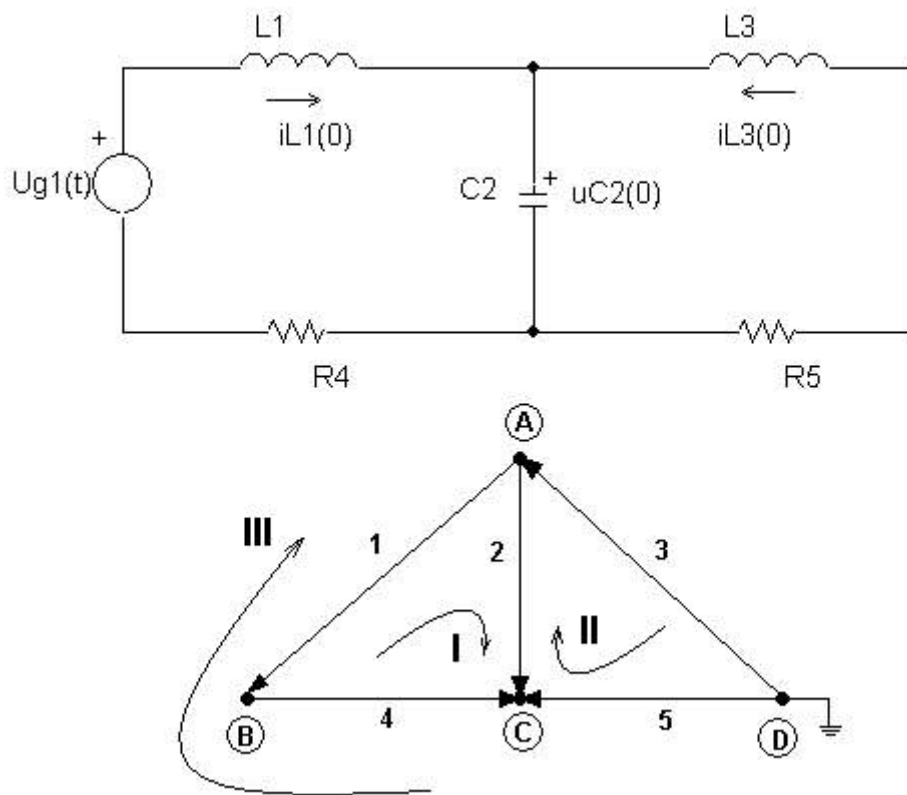 L1
L3
iL1(0)
iL3(0)
+
Ug1(t)
C2
+
uC2(0)
R4
R5
A
III
1
2
3
I
II
4
5
B
C
D